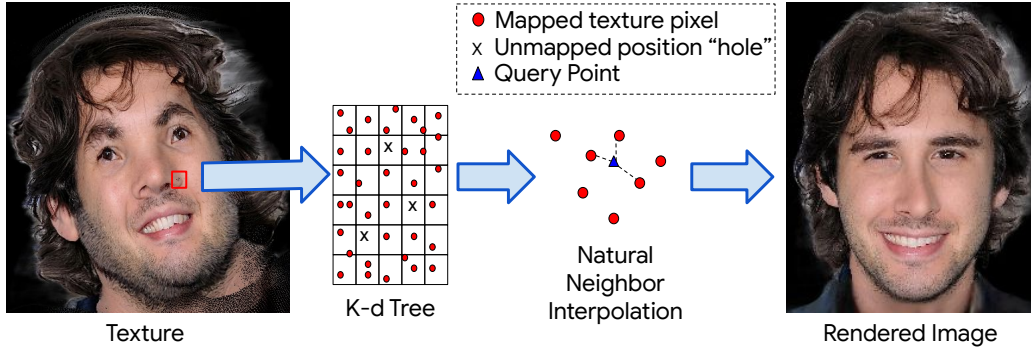 Mapped texture pixel
x Unmapped position “hole”
Query Point
x
x
x
K-d Tree
Natural
Neighbor
Interpolation
Texture
Rendered Image